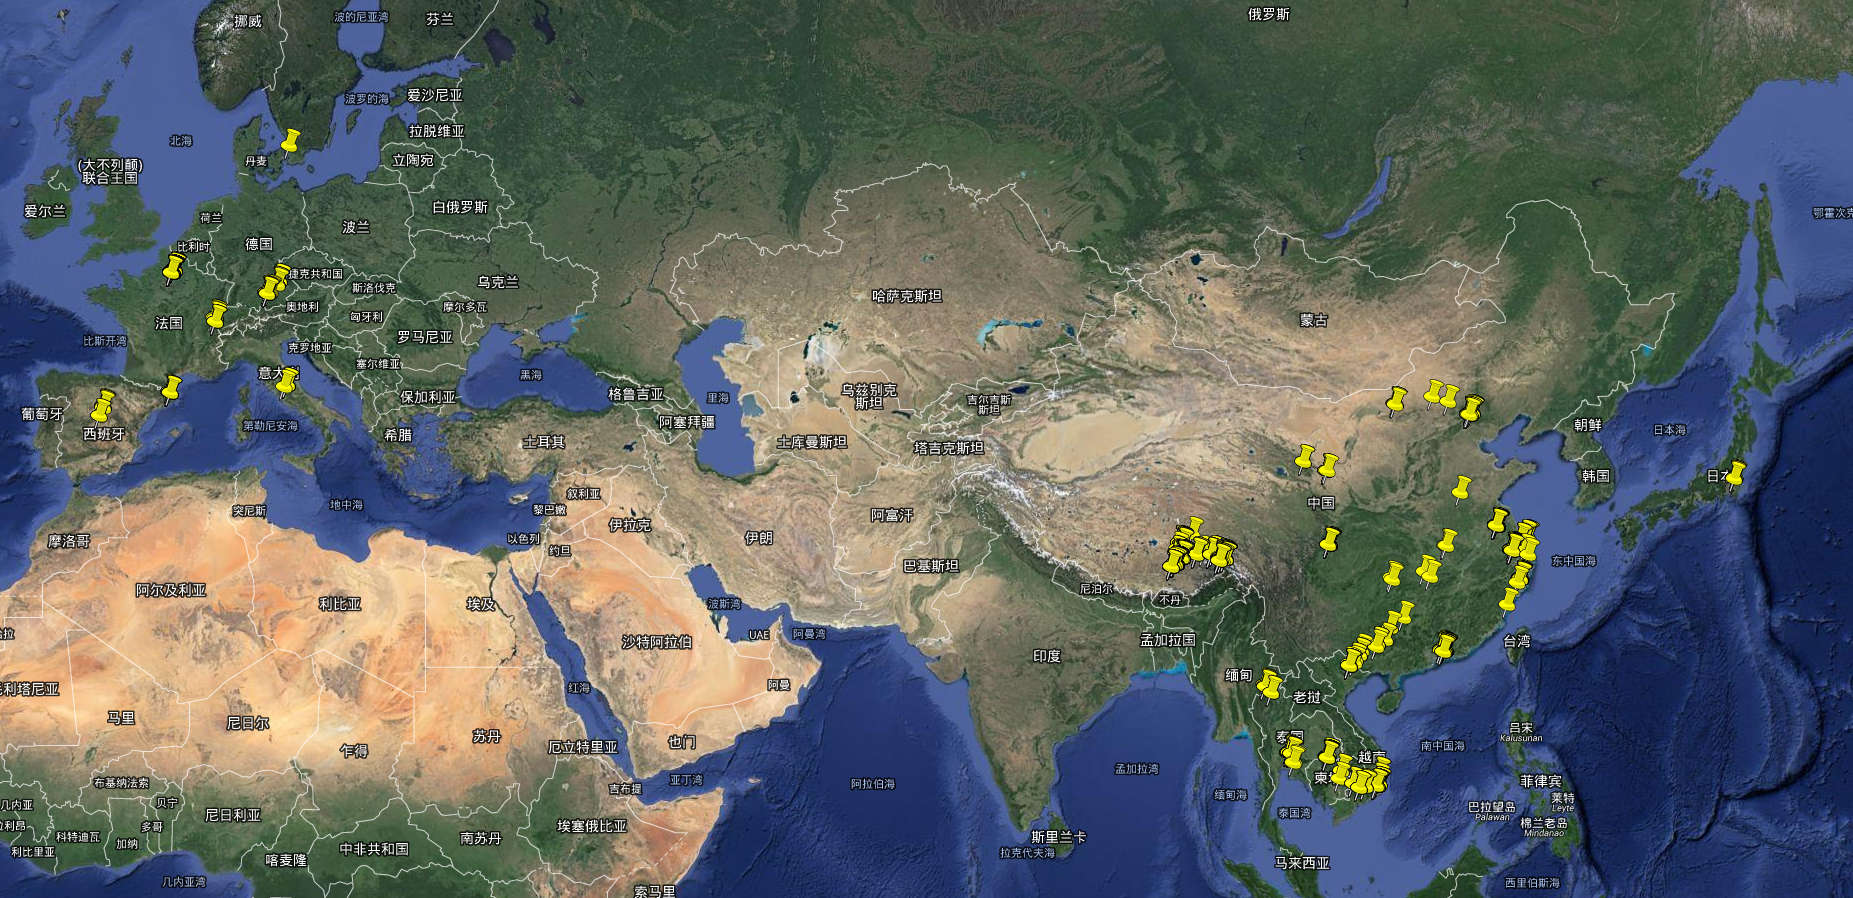 俄罗斯
挪威
波的尼亚湾
芬兰
爱沙尼亚
波罗的海
拉脱维亚
北海
丹麦
立陶宛
(大不列颠)
联合王国
爱尔兰
荷兰
波兰
白俄罗斯
鄂霍次克
比利时
德国
捷克共和国
乌克兰
斯洛伐克
哈萨克斯坦
奥地利
摩尔多瓦
匈牙利
蒙古
法国
罗马尼亚
比斯开湾
克罗地亚
塞尔维亚
黑海
保加利亚
格鲁吉亚
里海
乌兹别克
斯坦
吉尔吉斯
斯坦
葡萄牙
西班牙
第勒尼安海
希腊
阿塞拜疆
土耳其
土库曼斯坦
塔吉克斯坦
朝鲜
日本海
韩国
叙利亚
地中海
突尼斯
黎巴嫩
伊拉克
阿富汗
中国
摩洛哥
以色列
约旦
伊朗
巴基斯坦
东中国海
阿尔及利亚
利比亚
埃及
波斯湾
尼泊尔
不丹
沙特阿拉伯
UAE
阿曼湾
孟加拉国
台湾
印度
缅甸
老挝
红海
阿曼
毛利塔尼亚
马里
尼日尔
乍得
苏丹
厄立特里亚
也门
吕宋
Kalusunan
越南
南中国海
亚丁湾
阿拉伯海
孟加拉湾
布基纳法索
吉布提
菲律宾
几内亚
贝宁
尼日利亚
多哥
科特迪瓦
加纳
利比里亚
埃塞俄比亚
南苏丹
缅甸海
泰国湾
巴拉望岛
Palawan
莱特
Leyte
棉兰老岛
Mindanao
斯里兰卡
拉克代夫海
喀麦隆
中非共和国
马来西亚
几内亚湾
索马里
西里伯斯海